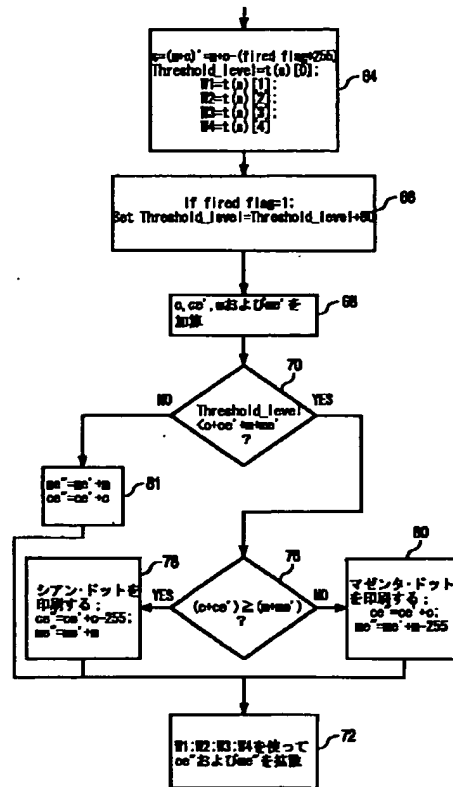 s=(m+c)'=m+c-(fired flag+255)
Threshold_level=t(s)[0];
W1=t(s)[1];
W2=t(s)[2];
W3=t(s)[3];
W4=t(s)[4]
64
If fired flag=1;
Set Threshold_level=Threshold_level+80
66
c,ce',mおよびme'を
加算
68
70
NO
YES
Threshold_level
<c+ce'+m+me'
?
me"=me'+m
ce"=ce'+c
81
78
シアン・ドットを
印刷する;
ce"=ce'+c-255;
me"=me'+m
YES
76
(c+ce')≥(m+me')
?
NO
80
マゼンタ・ドット
を印刷する;
ce"=ce'+c;
me"=me'+m-255
W1;W2;W3;W4を使って
ce"およびme"を拡散
72